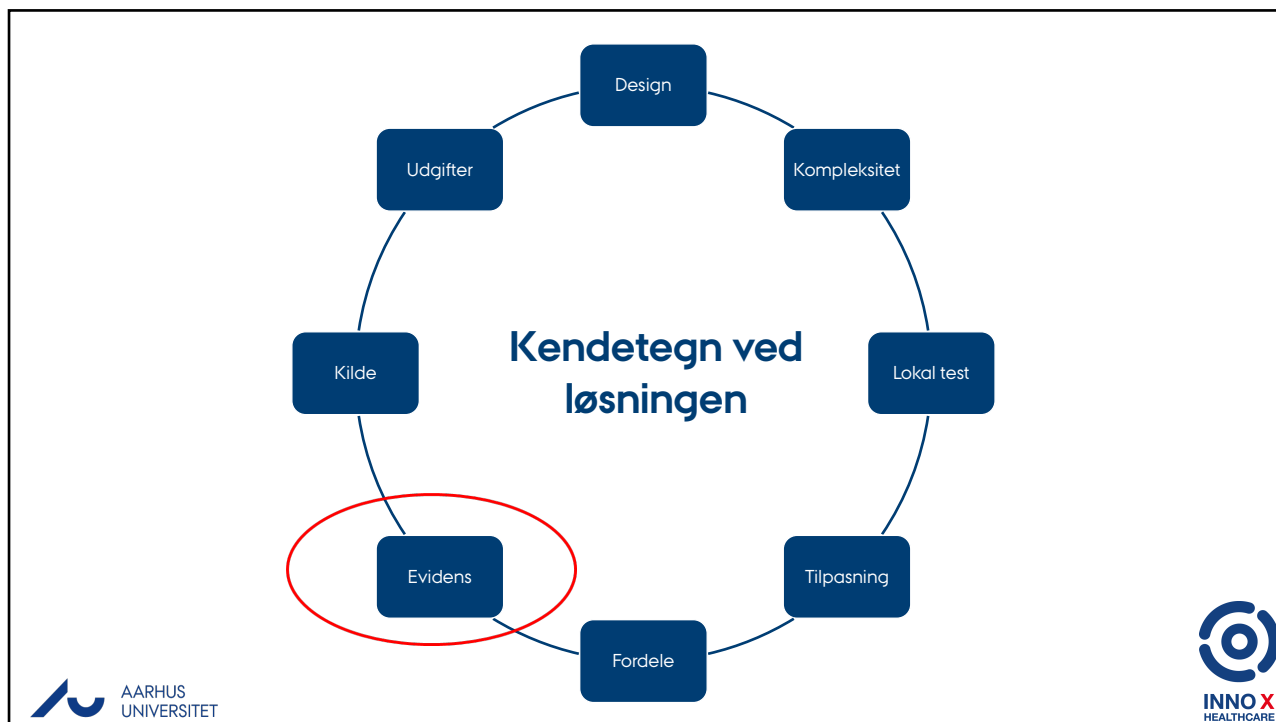 Design
Udgifter
Kompleksitet
Kendetegn ved
løsningen
Kilde
Lokal test
Evidens
Tilpasning
Fordele
AARHUS
UNIVERSITET
INNO X
HEALTHCARE